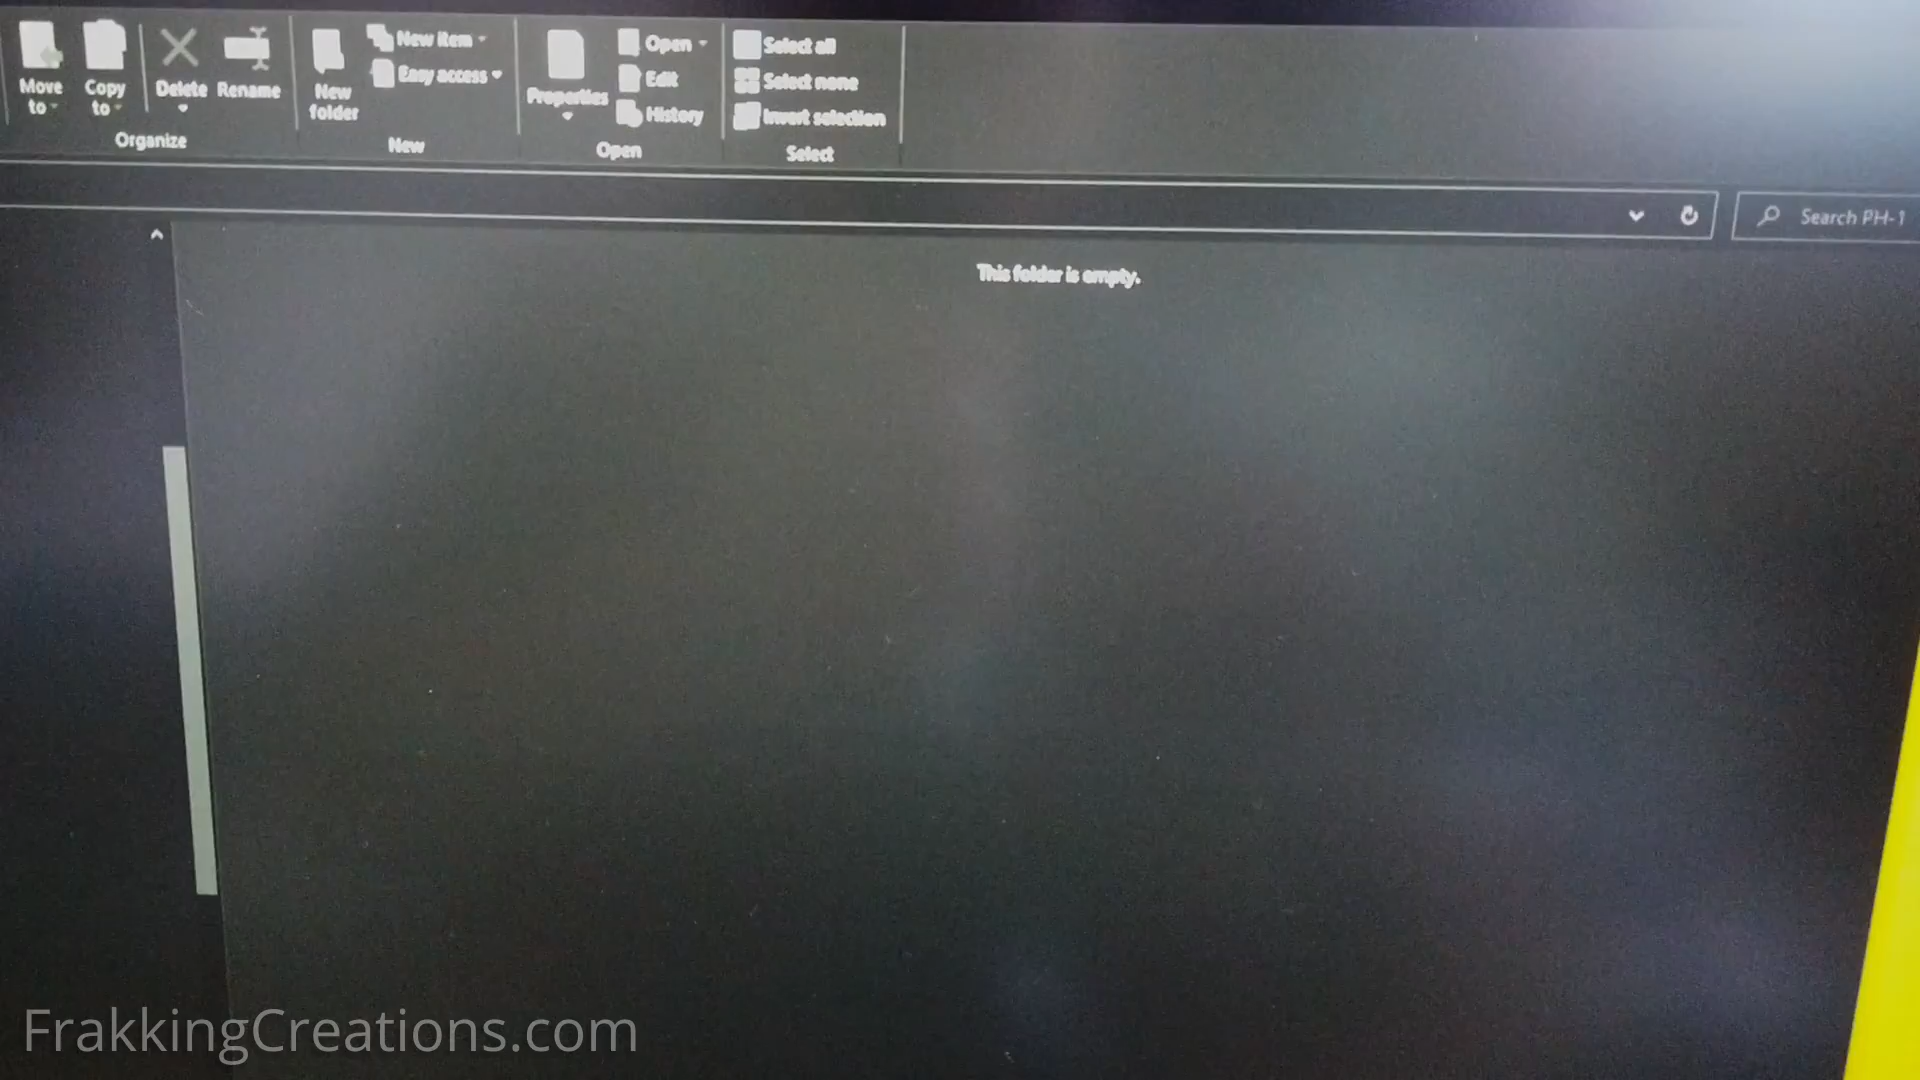 Move to
Copy to
Delete
Rename
New folder
New item
Easy access
Properties
Open
Edit
History
Select all
Select none
Invert selection
Organize
New
Open
Select
Search PH-1
This folder is empty.
FrakkingCreations.com